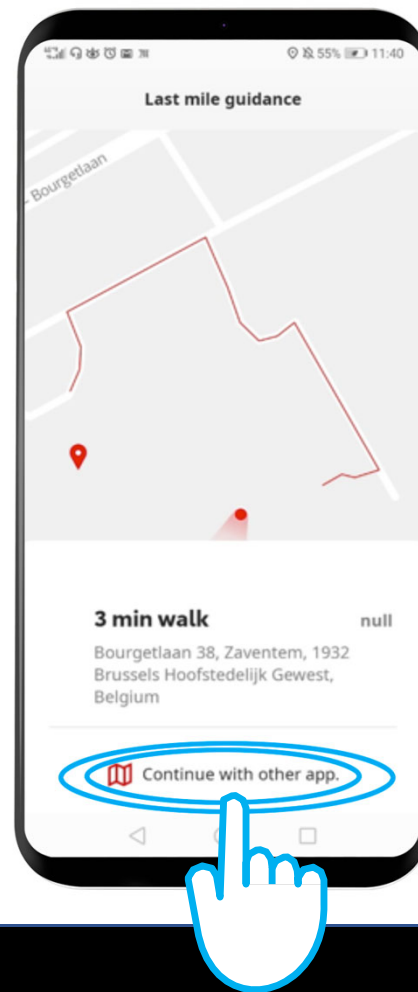 55% 11:40
Last mile guidance
- Bourgetlaan
3 min walk null
Bourgetlaan 38, Zaventem, 1932
Brussels Hoofstedelijk Gewest,
Belgium
Continue with other app.